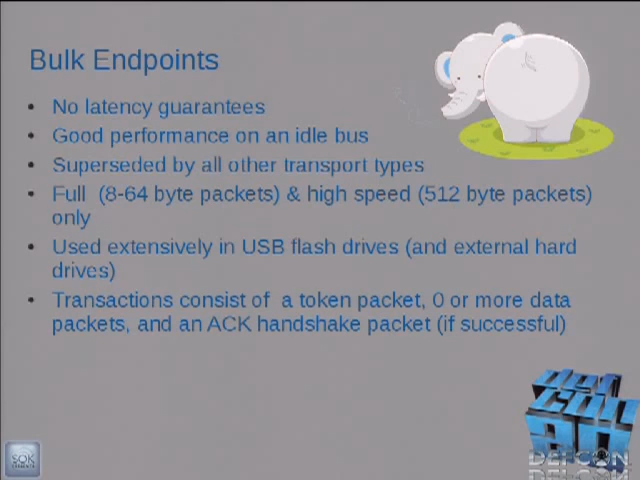 Bulk Endpoints
• No latency guarantees
• Good performance on an idle bus
• Superseded by all other transport types
• Full  (8-64 byte packets) & high speed (512 byte packets)
only
• Used extensively in USB flash drives (and external hard
drives)
• Transactions consist of  a token packet, 0 or more data
packets, and an ACK handshake packet (if successful)
DEFCON
SOK